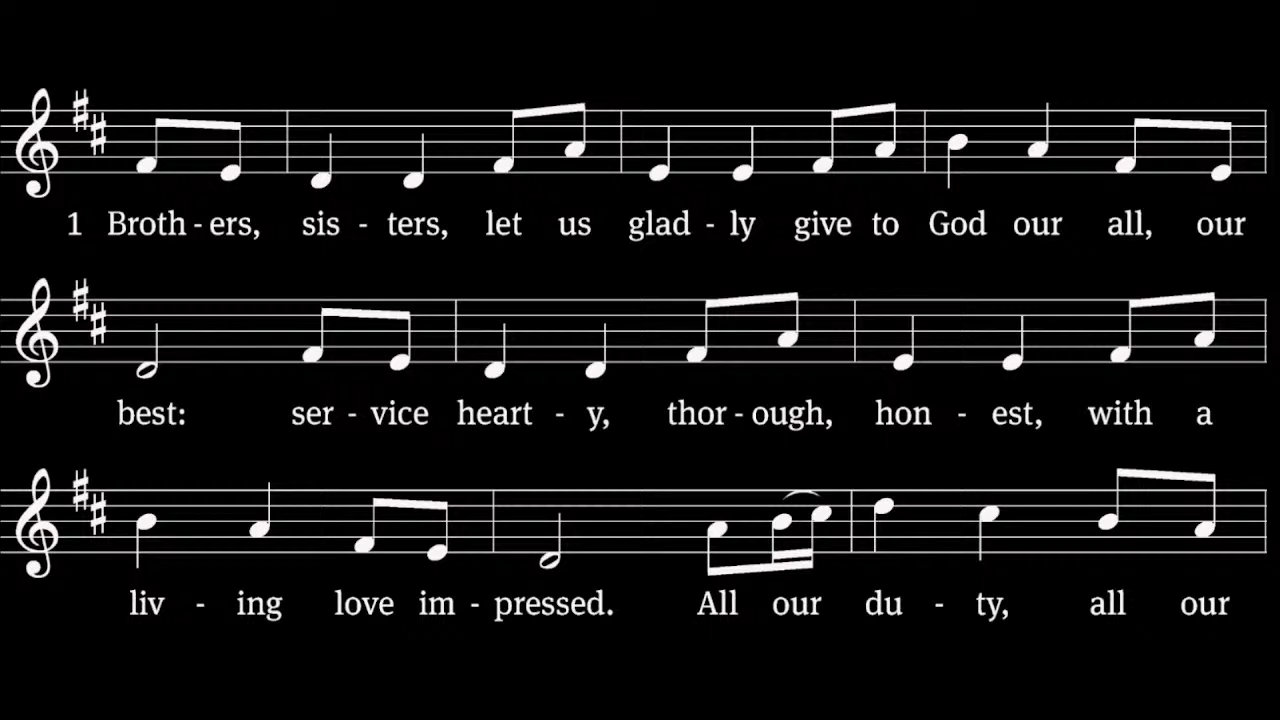 1 Broth - ers, sis - ters, let us glad - ly give to God our all, our
best: ser - vice heart - y, thor - ough, hon - est, with a
liv - ing love im - pressed. All our du - ty, all our